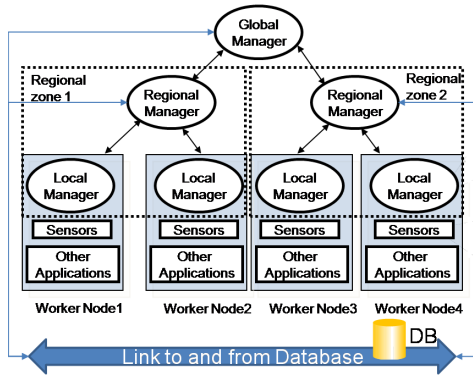 Global
Manager
Regional
zone 1
Regional
zone 2
Regional
Manager
Regional
Manager
Local
Manager
Local
Manager
Local
Manager
Local
Manager
Sensors
Sensors
Sensors
Sensors
Other
Applications
Other
Applications
Other
Applications
Other
Applications
Worker Node1
Worker Node2
Worker Node3
Worker Node4
DB
Link to and from Database